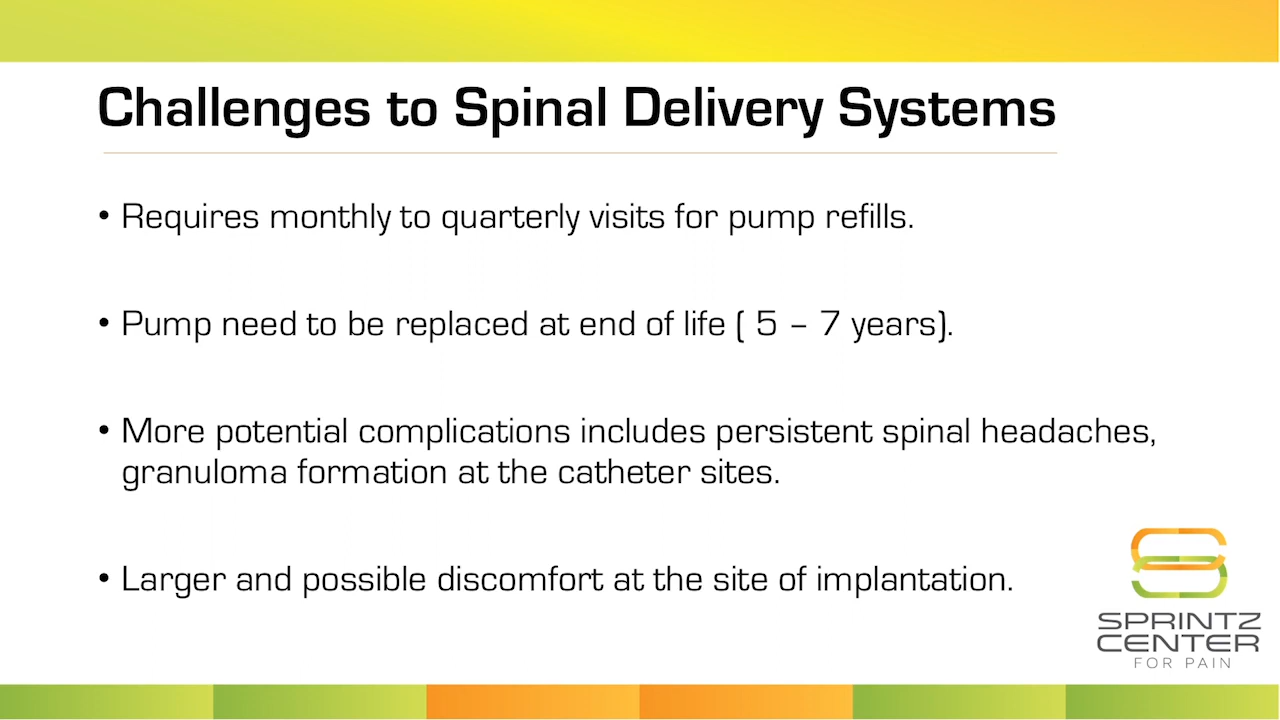 Challenges to Spinal Delivery Systems
• Requires monthly to quarterly visits for pump refills.
• Pump need to be replaced at end of life ( 5 – 7 years).
• More potential complications includes persistent spinal headaches,
granuloma formation at the catheter sites.
• Larger and possible discomfort at the site of implantation.
SPRINTZ
CENTER
FOR PAIN